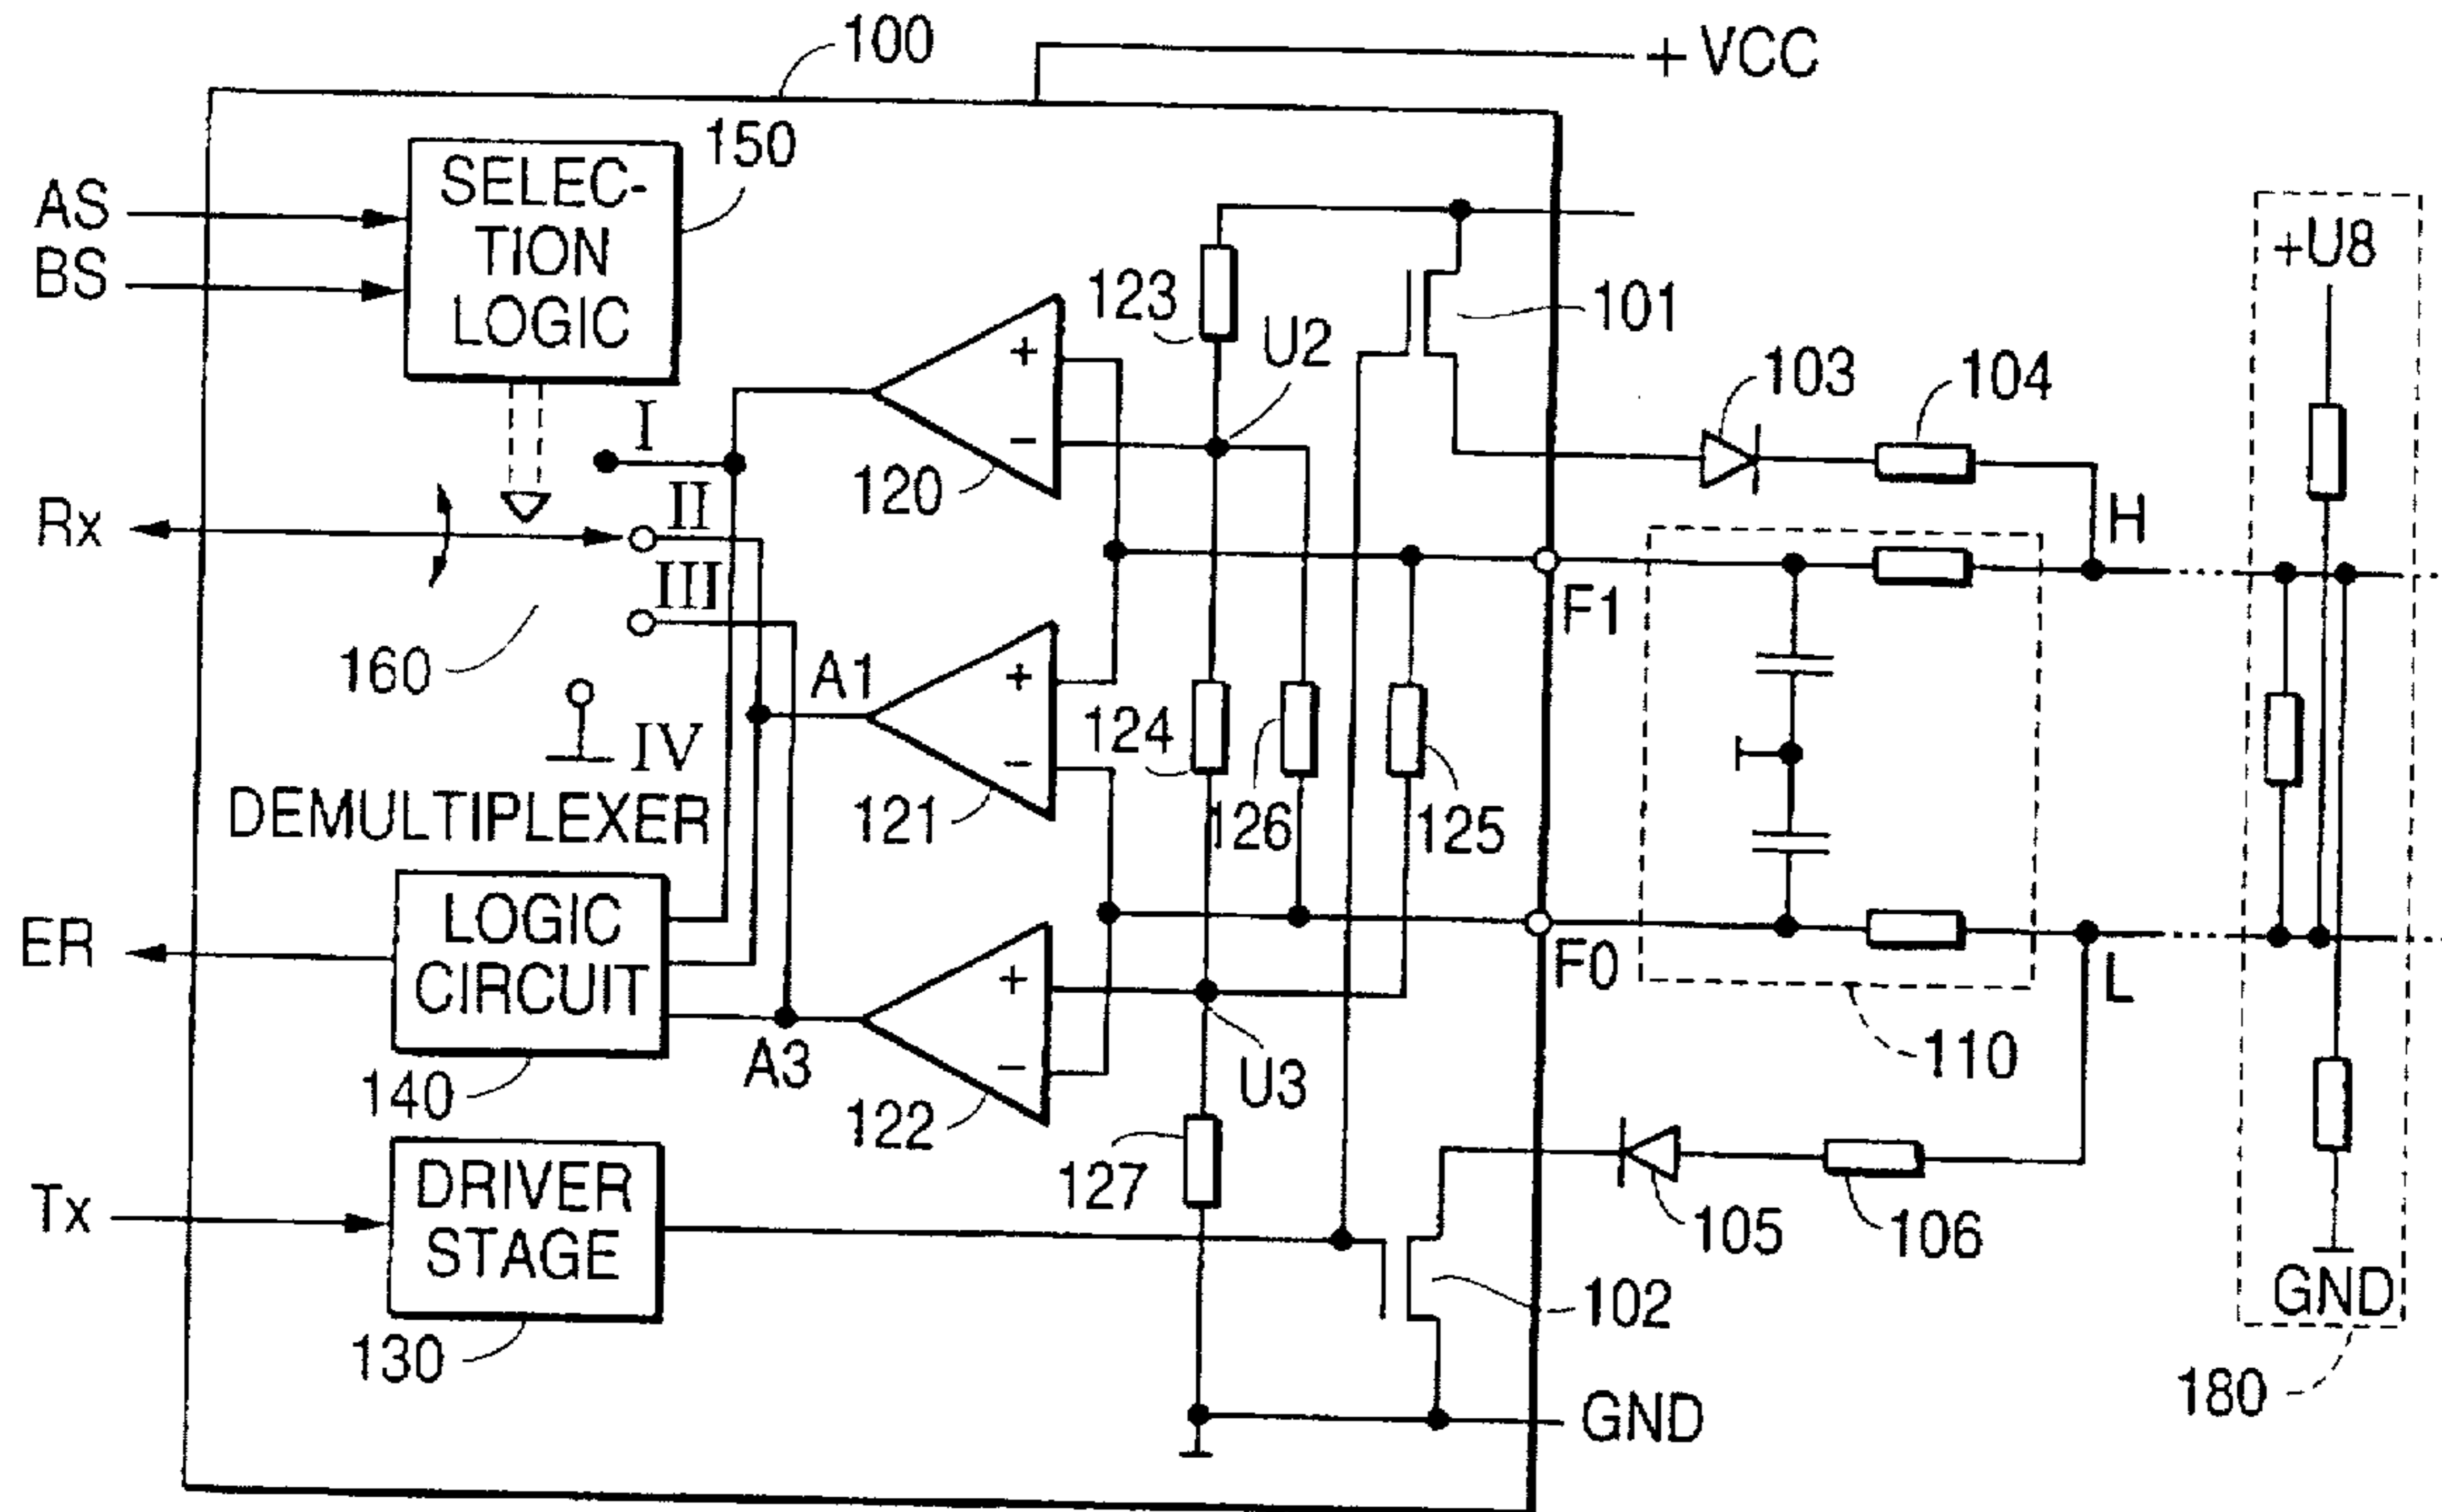 100
+ VCC
150
SELEC-
TION
LOGIC
AS
BS
+U8
123
U2
101
103
104
+
−
120
I
II
III
IV
Rx
H
F1
160
A1
+
−
121
124
126
125
DEMULTIPLEXER
LOGIC
CIRCUIT
ER
140
A3
+
−
122
U3
F0
L
110
127
105
106
Tx
DRIVER
STAGE
130
102
GND
GND
180